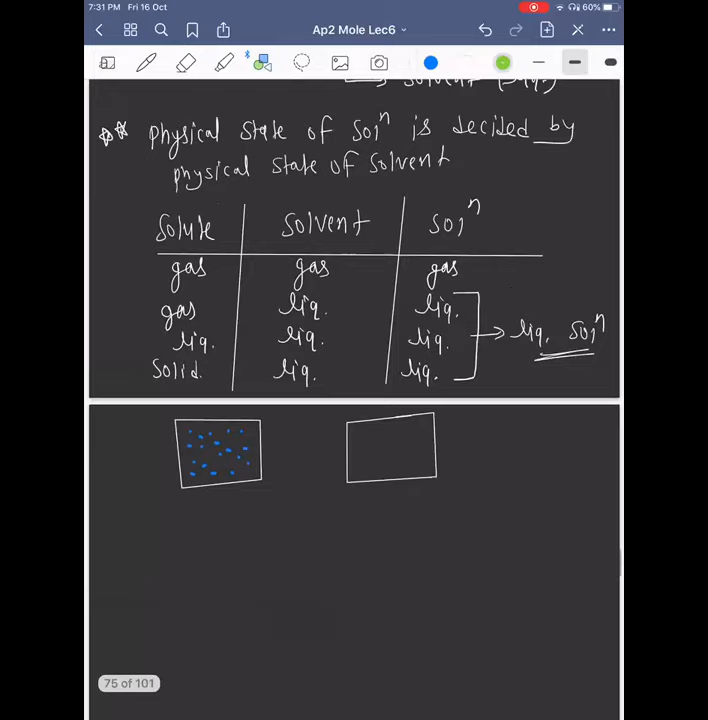 7:31 PM Fri 16 Oct 60%
Ap2 Mole Lec6
solvent
Physical state of Solⁿ is decided by
physical state of solvent
Solute Solvent Solⁿ
gas gas gas
gas liq. liq.
liq. liq. liq.
Solid liq. liq.
liq. Solⁿ
75 of 101